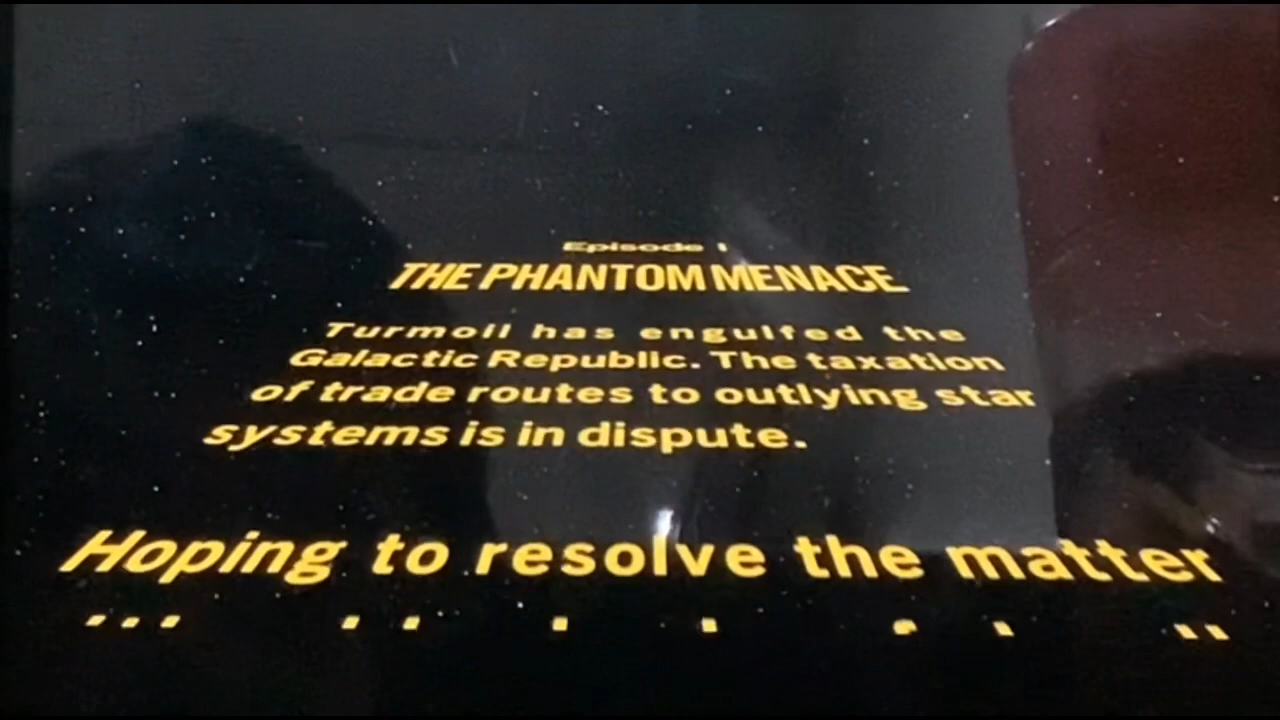 Episode I
THE PHANTOM MENACE
Turmoil has engulfed the
Galactic Republic. The taxation
of trade routes to outlying star
systems is in dispute.
Hoping to resolve the matter